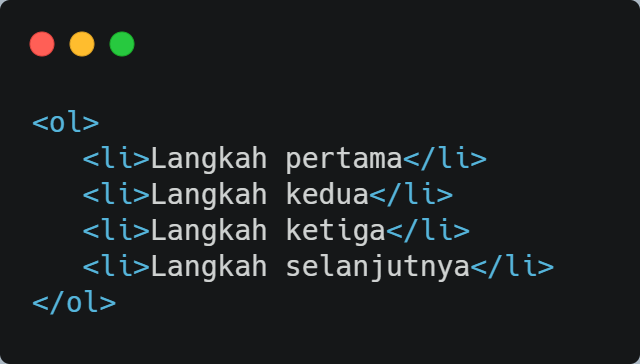 <ol>
   <li>Langkah pertama</li>
   <li>Langkah kedua</li>
   <li>Langkah ketiga</li>
   <li>Langkah selanjutnya</li>
</ol>